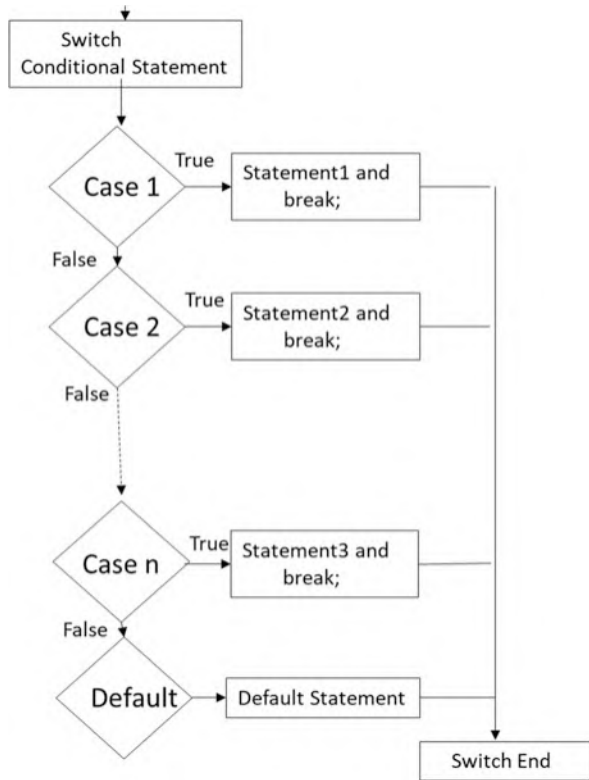 Switch
Conditional Statement
Case 1
True
Statement1 and
break;
False
Case 2
True
Statement2 and
break;
False
Case n
True
Statement3 and
break;
False
Default
Default Statement
Switch End